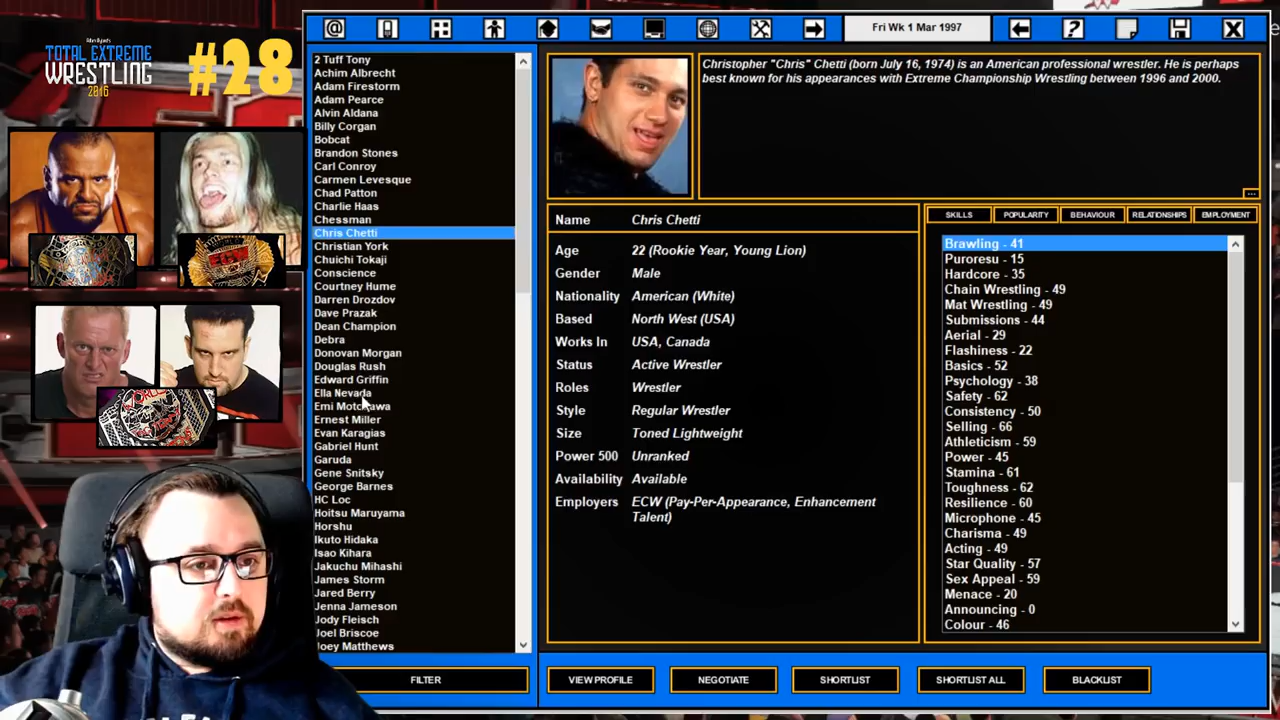 Adam Ryland's
TOTAL EXTREME
WRESTLING
2016
#28
Fri Wk 1 Mar 1997
2 Tuff Tony
Achim Albrecht
Adam Firestorm
Adam Pearce
Alvin Aldana
Billy Corgan
Bobcat
Brandon Stones
Carl Conroy
Carmen Levesque
Chad Patton
Charlie Haas
Chessman
Chris Chetti
Christian York
Chuichi Tokaji
Conscience
Courtney Hume
Darren Drozdov
Dave Prazak
Dean Champion
Debra
Donovan Morgan
Douglas Rush
Edward Griffin
Ella Nevada
Emi Motokawa
Ernest Miller
Evan Karagias
Gabriel Hunt
Garuda
Gene Snitsky
George Barnes
HC Loc
Hoitsu Maruyama
Horshu
Ikuto Hidaka
Isao Kihara
Jakuchu Mihashi
James Storm
Jared Berry
Jenna Jameson
Jody Fleisch
Joel Briscoe
Joey Matthews
FILTER
Christopher "Chris" Chetti (born July 16, 1974) is an American professional wrestler. He is perhaps
best known for his appearances with Extreme Championship Wrestling between 1996 and 2000.
...
Name Chris Chetti
Age 22 (Rookie Year, Young Lion)
Gender Male
Nationality American (White)
Based North West (USA)
Works In USA, Canada
Status Active Wrestler
Roles Wrestler
Style Regular Wrestler
Size Toned Lightweight
Power 500 Unranked
Availability Available
Employers ECW (Pay-Per-Appearance, Enhancement
Talent)
SKILLS POPULARITY BEHAVIOUR RELATIONSHIPS EMPLOYMENT
Brawling - 41
Puroresu - 15
Hardcore - 35
Chain Wrestling - 49
Mat Wrestling - 49
Submissions - 44
Aerial - 29
Flashiness - 22
Basics - 52
Psychology - 38
Safety - 62
Consistency - 50
Selling - 66
Athleticism - 59
Power - 45
Stamina - 61
Toughness - 62
Resilience - 60
Microphone - 45
Charisma - 49
Acting - 49
Star Quality - 57
Sex Appeal - 59
Menace - 20
Announcing - 0
Colour - 46
VIEW PROFILE NEGOTIATE SHORTLIST SHORTLIST ALL BLACKLIST